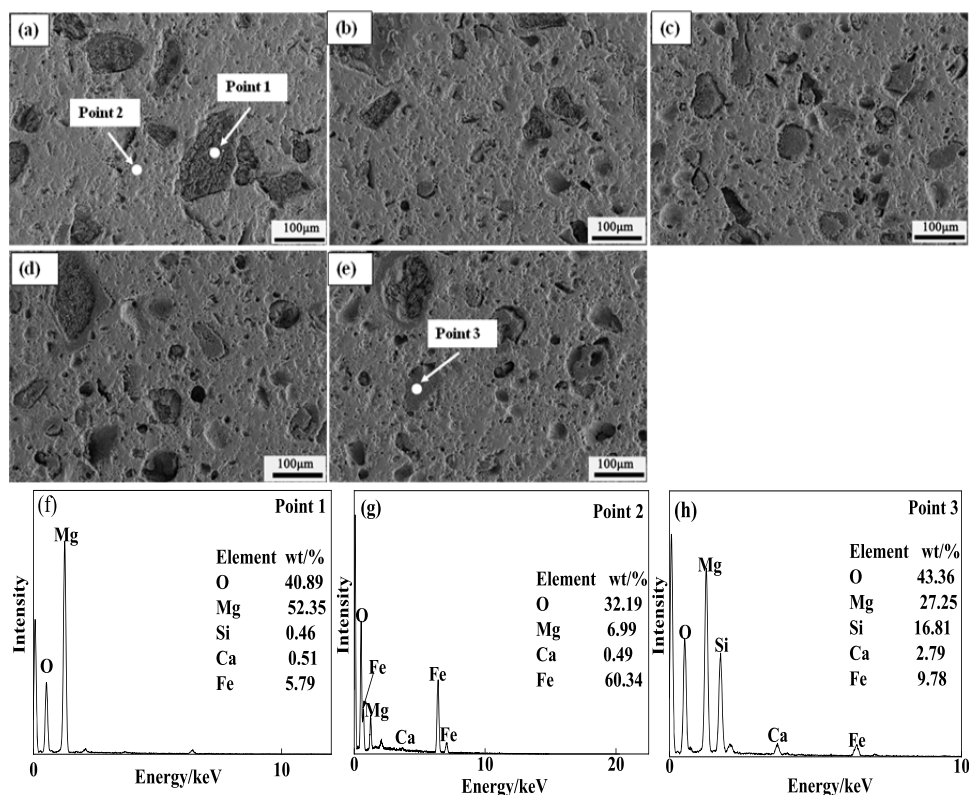 (a)
Point 1
Point 2
100μm
(b)
100μm
(c)
100μm
(d)
100μm
(e)
Point 3
100μm
(f)
Point 1
Mg
O
Element wt/%
O 40.89
Mg 52.35
Si 0.46
Ca 0.51
Fe 5.79
Intensity
0 10
Energy/keV
(g)
Point 2
O
Fe
Mg
Ca
Fe
Fe
Element wt/%
O 32.19
Mg 6.99
Ca 0.49
Fe 60.34
Intensity
0 10 20
Energy/keV
(h)
Point 3
Mg
O
Si
Ca
Fe
Element wt/%
O 43.36
Mg 27.25
Si 16.81
Ca 2.79
Fe 9.78
Intensity
0 10
Energy/keV